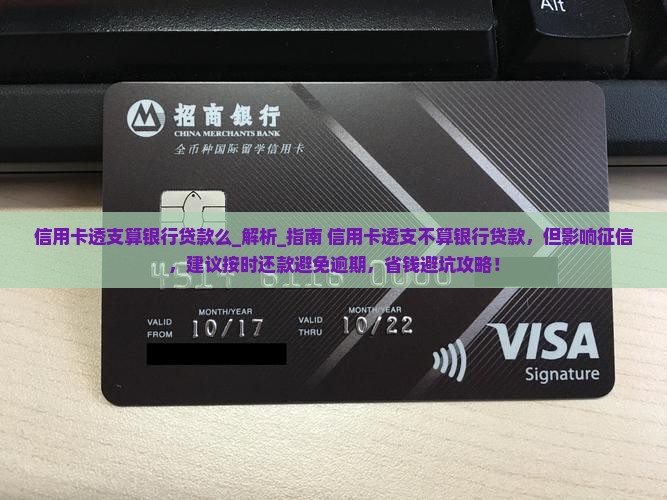 Alt
招商銀行
CHINA MERCHANTS BANK
全币种国际留学信用卡
信用卡透支算银行贷款么_解析_指南 信用卡透支不算银行贷款，但影响征信
，建议按时还款避免逾期，省钱避坑攻略！
MONTH/YEAR MONTH/YEAR
VALID FROM 10/17 VALID THRU 10/22
VISA
Signature